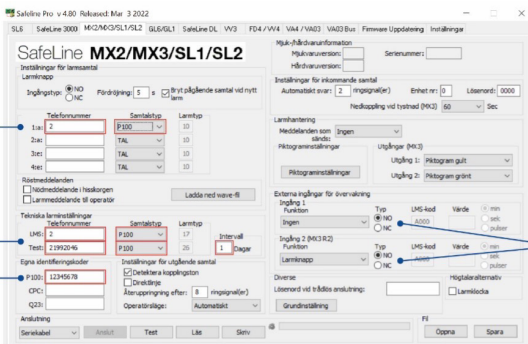 Safeline Pro v 4.80 Released: Mar 3 2022
SL6 SafeLine 3000 MX2/MX3/SL1/SL2 GL6/GL1 SafeLine DL VV3 FD4 / VV4 VA4 / VA03 VA03 Bus Firmware Uppdatering Inställningar
SafeLine MX2/MX3/SL1/SL2
Inställningar för larmsamtal
Larmknapp
Ingångstyp: NO
NC
Fördröjning: 5 s
Bryt pågående samtal vid nytt larm
Telefonnummer Samtalstyp Larmtyp
1:a: 2 P100 10
2:a: TAL 10
3:e: TAL 10
4:e: TAL 10
Röstmeddelanden
Nödmeddelande i hisskorgen
Larmmeddelande till operatör
Ladda ned wave-fil
Tekniska larminställningar
Telefonnummer Samtalstyp Larmtyp
LMS: 2 P100 17 Intervall
Test: 21992046 P100 26 1 Dagar
Egna identifieringskoder
P100: 12345678
CPC:
Q23:
Inställningar för utgående samtal
Detektera kopplingston
Direktlinje
Återuppringning efter: 8 ringsignal(er)
Operatörsläge: Automatiskt
Anslutning
Seriekabel Anslut Test Läs Skriv
Mjuk-/hårdvaruinformation
Mjukvaruversion: Serienummer:
Hårdvaruversion:
Inställningar för inkommande samtal
Automatiskt svar: 2 ringsignal(er) Enhet nr: 0 Lösenord: 0000
Nedkoppling vid tystnad (MX2) 60 Sec
Larmhantering
Meddelanden som sänds: Ingen
Piktograminställningar
Piktograminställningar
Utgångar (MX3)
Utgång 1: Piktogram gult
Utgång 2: Piktogram grönt
Externa ingångar för övervakning
Ingång 1
Funktion Typ LMS-kod Värde min
Ingen NO A000 sek
NC pulser
Ingång 2 (MX3 R2)
Funktion Typ LMS-kod Värde min
Larmknapp NO A000 sek
NC pulser
Diverse
Lösenord vid trådlös anslutning:
Grundinställning
Högtalaralternativ
Larmklocka
Fil
Öppna Spara